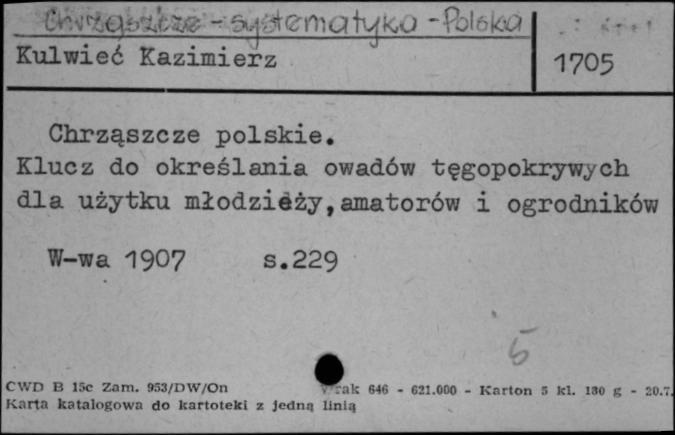 Chrząszcze - systematyka - Polska
Kulwieć Kazimierz
1705
Chrząszcze polskie.
Klucz do określania owadów tęgopokrywych
dla użytku młodzieży,amatorów i ogrodników
W-wa 1907 s.229
5
CWD B 15c Zam. 953/DW/On rak 646 - 621.000 - Karton 5 kl. 180 g - 20.7.
Karta katalogowa do kartoteki z jedną linią